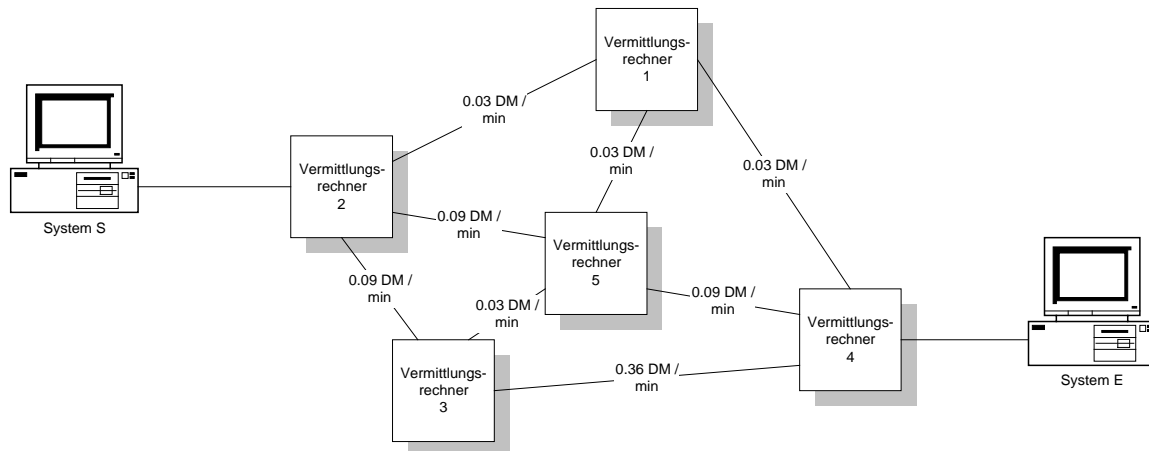 Vermittlungs-
rechner
1
0.03 DM /
min
Vermittlungs-
rechner
2
0.03 DM /
min
0.03 DM /
min
System S
0.09 DM /
min
Vermittlungs-
rechner
5
0.09 DM /
min
0.03 DM /
min
0.09 DM /
min
Vermittlungs-
rechner
4
Vermittlungs-
rechner
3
0.36 DM /
min
System E